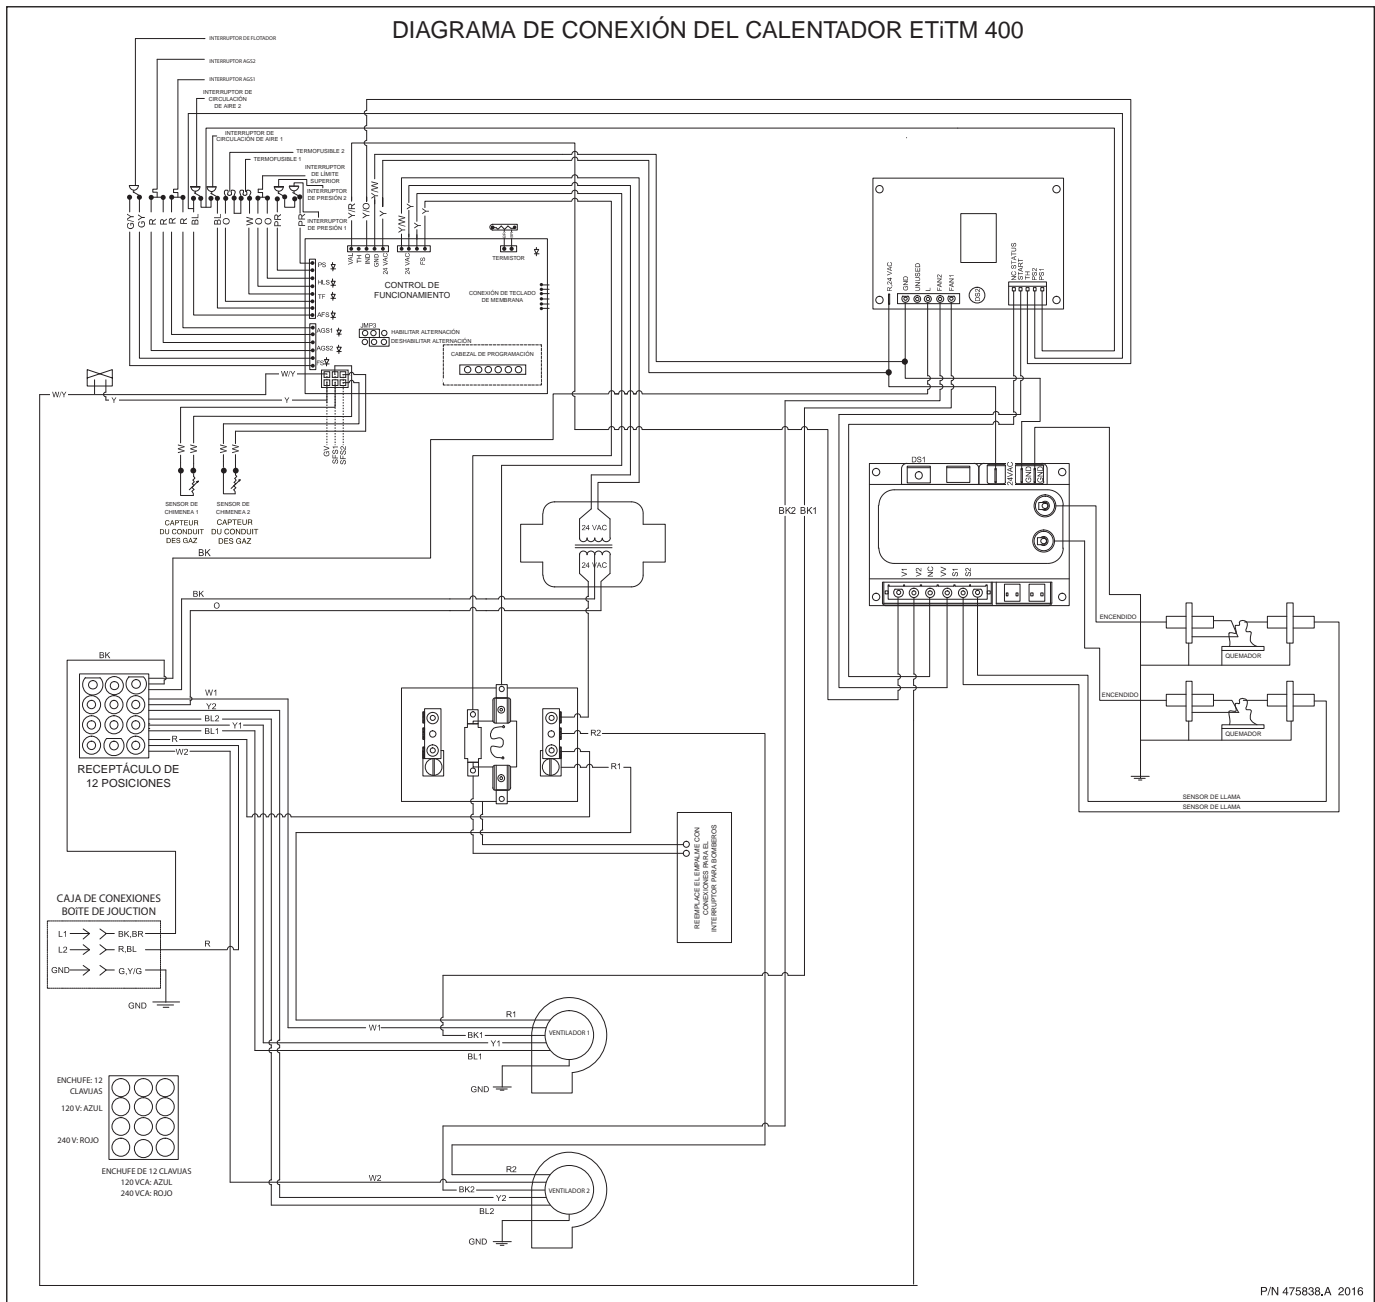 DIAGRAMA DE CONEXIÓN DEL CALENTADOR ETiTM 400
INTERRUPTOR DE FLOTADOR
INTERRUPTOR AGS2
INTERRUPTOR AGS1
INTERRUPTOR DE
CIRCULACIÓN
DE AIRE 2
INTERRUPTOR DE
CIRCULACIÓN DE AIRE 1
TERMOFUSIBLE 2
TERMOFUSIBLE 1
INTERRUPTOR
DE LÍMITE
SUPERIOR
INTERRUPTOR
DE PRESIÓN 2
INTERRUPTOR
DE PRESIÓN 1
G/Y
GY
R
R
R
R
BL
BL
O
W
O
O
PR
PR
Y/R
Y/O
Y/W
Y
Y/W
Y
Y
Y
VAL
TH
IND
GND
24 VAC
24 VAC
FS
TERMISTOR
PS
HLS
TF
AFS
AGS1
AGS2
FS
CONTROL DE
FUNCIONAMIENTO
CONEXIÓN DE TECLADO
DE MEMBRANA
JMP3
HABILITAR ALTERNACIÓN
DESHABILITAR ALTERNACIÓN
CABEZAL DE PROGRAMACIÓN
R,24 VAC
GND
UNUSED
L
FAN2
FAN1
DS2
NC STATUS
START
TH
PS2
PS1
W/Y
W/Y
Y
Y
GV
SFS1
SFS2
W
W
W
W
SENSOR DE
CHIMENEA 1
CAPTEUR
DU CONDUIT
DES GAZ
SENSOR DE
CHIMENEA 2
CAPTEUR
DU CONDUIT
DES GAZ
24 VAC
24 VAC
BK2
BK1
DS1
24VAC
GND
GND
V1
V2
NC
VV
S1
S2
BK
BK
O
BK
W1
Y2
BL2
Y1
BL1
R
W2
RECEPTÁCULO DE
12 POSICIONES
R2
R1
ENCENDIDO
QUEMADOR
ENCENDIDO
QUEMADOR
SENSOR DE LLAMA
SENSOR DE LLAMA
REEMPLACE EL EMPALME CON
CONEXIONES PARA EL
INTERRUPTOR PARA BOMBEROS
CAJA DE CONEXIONES
BOîTE DE JOUCTION
L1
BK,BR
L2
R,BL
R
GND
G,Y/G
GND
R1
W1
BK1
Y1
BL1
VENTILADOR 1
GND
ENCHUFE: 12
CLAVIJAS
120 V: AZUL
240 V: ROJO
ENCHUFE DE 12 CLAVIJAS
120 VCA: AZUL
240 VCA: ROJO
R2
W2
BK2
Y2
BL2
VENTILADOR 2
GND
P/N 475838.A 2016